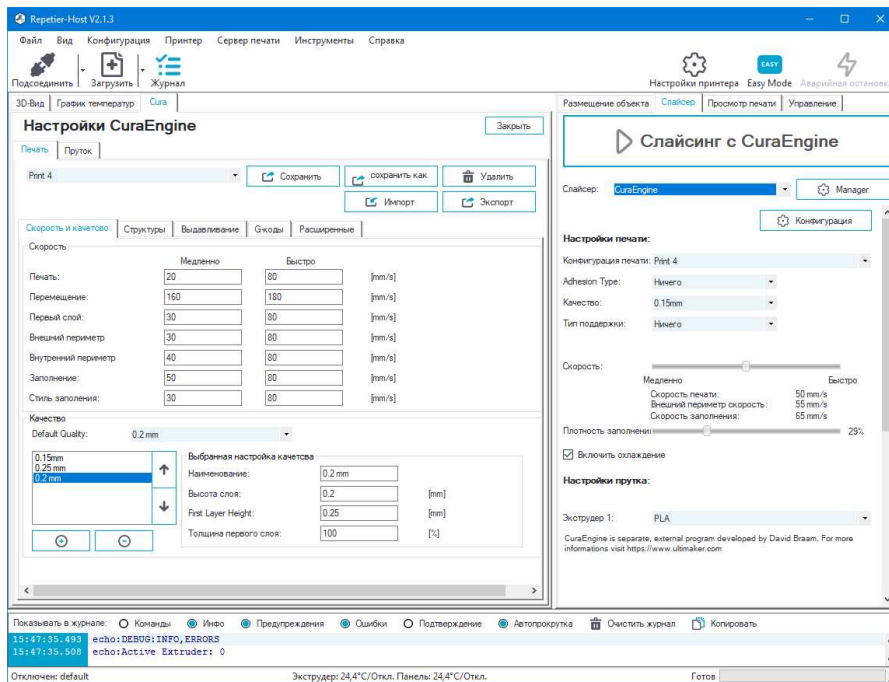 Repetier-Host V2.1.3
Файл Вид Конфигурация Принтер Сервер печати Инструменты Справка
Подсоединить Загрузить Журнал
Настройки принтера Easy Mode Аварийная остановк
EASY
3D-Вид График температур Cura
Настройки CuraEngine
Закрыть
Печать Пруток
Print 4
Сохранить
сохранить как
Удалить
Импорт
Экспорт
Скорость и качетсво Структуры Выдавливание G-коды Расширенные
Скорость
Медленно Быстро
Печать: 20 80 [mm/s]
Перемещение: 160 180 [mm/s]
Первый слой: 30 80 [mm/s]
Внешний периметр 30 80 [mm/s]
Внутренний периметр 40 80 [mm/s]
Заполнение: 50 80 [mm/s]
Стиль заполения: 30 80 [mm/s]
Качество
Default Quality: 0.2 mm
0.15mm
0.25 mm
0.2 mm
Выбранная настройка качетсва
Наименование: 0.2 mm
Высота слоя: 0.2 [mm]
First Layer Height: 0.25 [mm]
Толщина первого слоя: 100 [%]
Размещение объекта Слайсер Просмотр печати Управление
Слайсинг с CuraEngine
Слайсер: CuraEngine
Manager
Конфигурация
Настройки печати:
Конфигурация печати: Print 4
Adhesion Type: Ничего
Качество: 0.15mm
Тип поддержки: Ничего
Скорость:
Медленно Быстро
Скорость печати: 50 mm/s
Внешний периметр скорость: 55 mm/s
Скорость заполнения: 65 mm/s
Плотность заполнени 29%
Включить охлаждение
Настройки прутка:
Экструдер 1: PLA
CuraEngine is separate, external program developed by David Braam. For more
informations visit https://www.ultimaker.com
Показывать в журнале: Команды Инфо Предупреждения Ошибки Подтверждение Автопрокрутка Очистить журнал Копировать
15:47:35.493 echo:DEBUG:INFO,ERRORS
15:47:35.508 echo:Active Extruder: 0
Отключен: default Экструдер: 24,4°C/Откл. Панель: 24,4°C/Откл. Готов